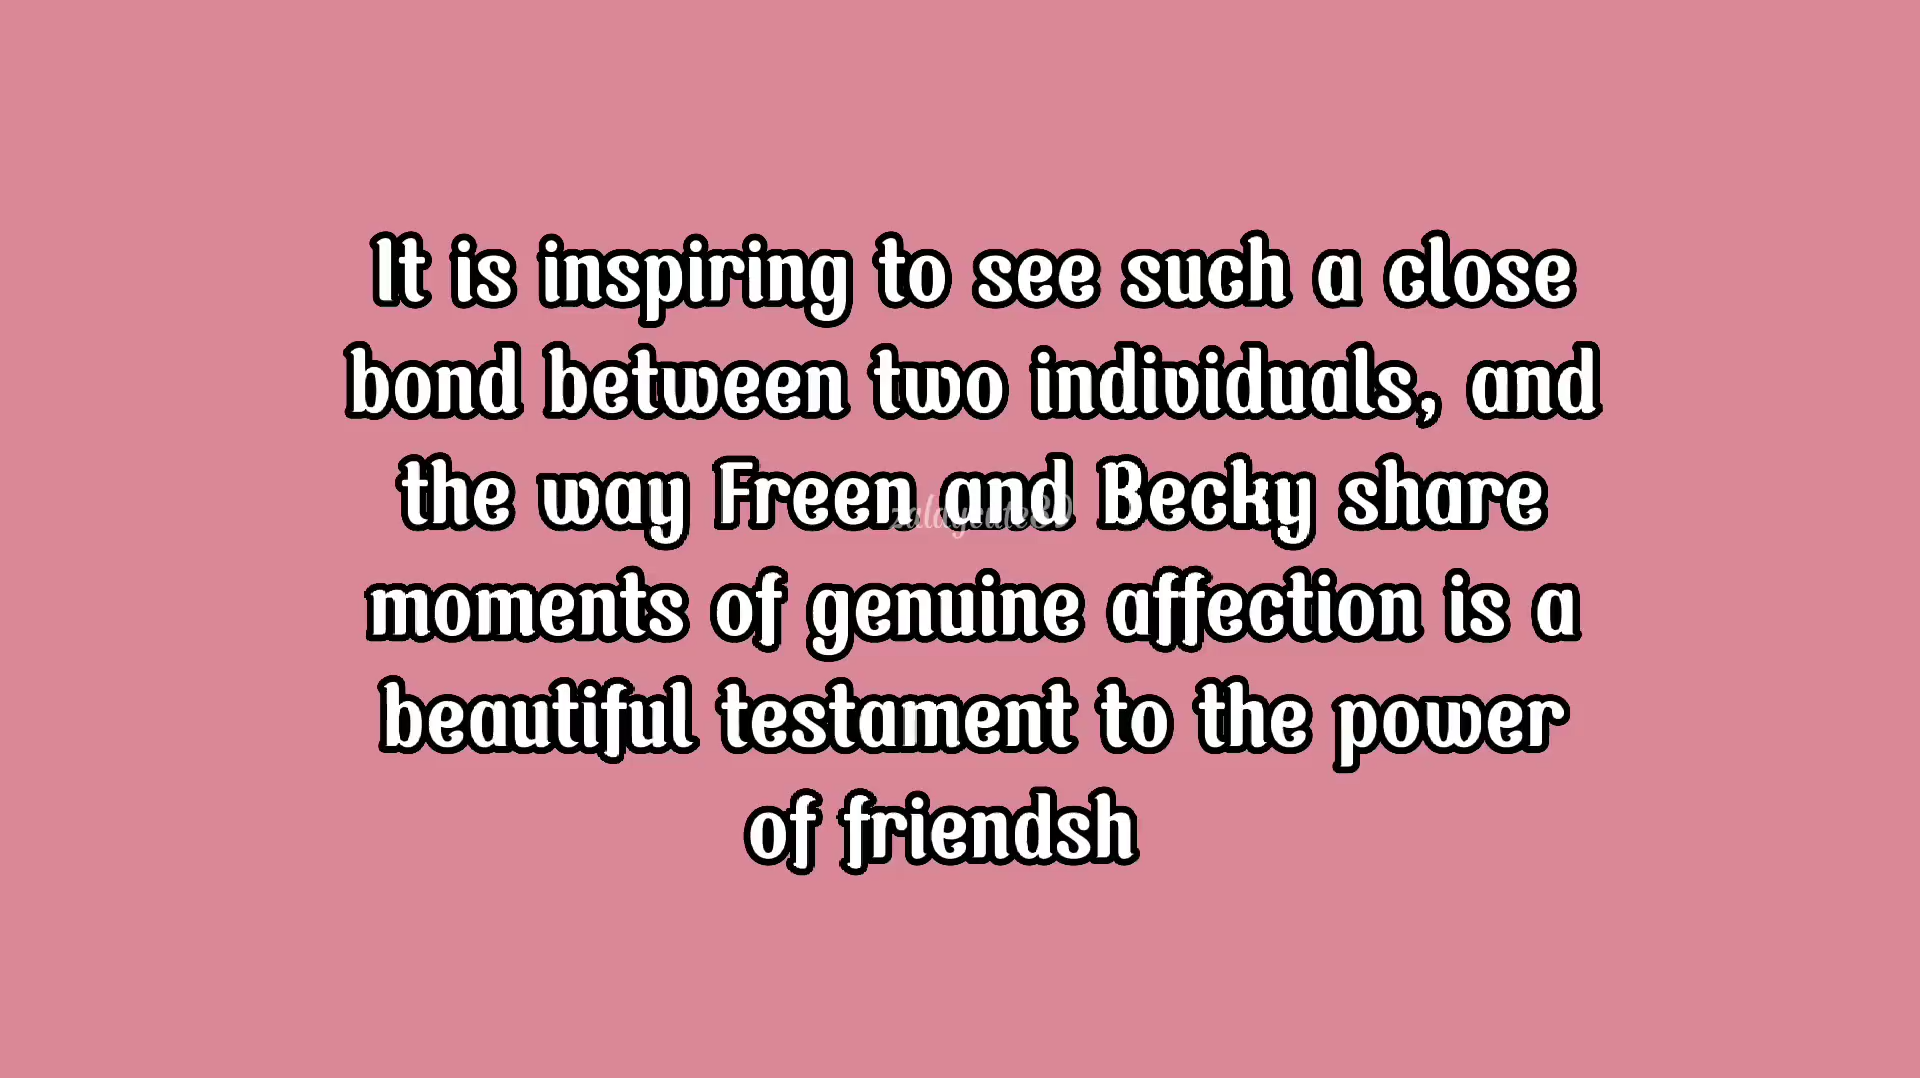 It is inspiring to see such a close
bond between two individuals, and
the way Freen and Becky share
moments of genuine affection is a
beautiful testament to the power
of friendsh